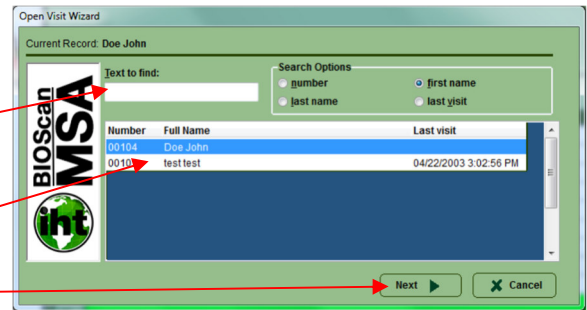 Open Visit Wizard
Current Record: Doe John
BIOScan
MSA
iht
Text to find:
Search Options
number
first name
last name
last visit
Number Full Name Last visit
00104 Doe John
0010 test test 04/22/2003 3:02:56 PM
Next
Cancel